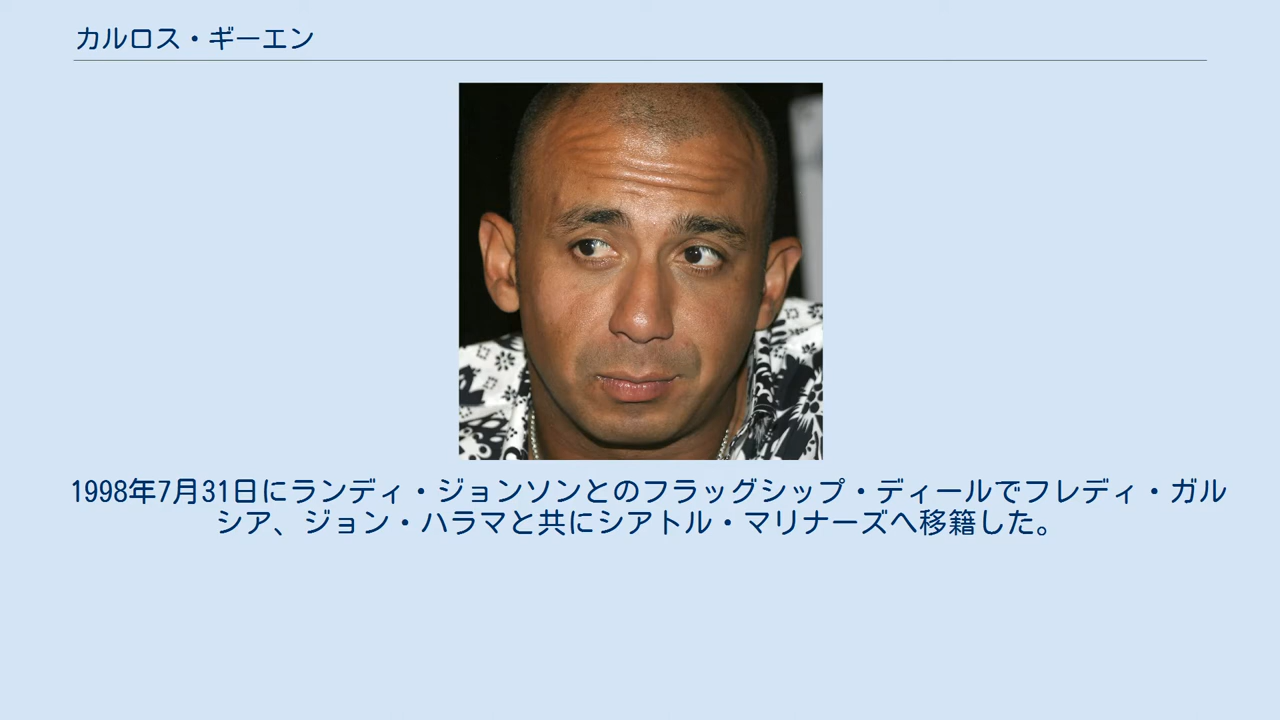 カルロス・ギーエン
1998年7月31日にランディ・ジョンソンとのフラッグシップ・ディールでフレディ・ガル
シア、ジョン・ハラマと共にシアトル・マリナーズへ移籍した。